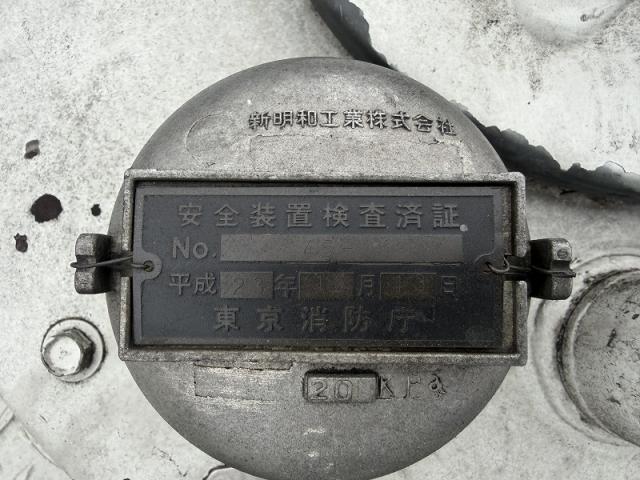 新明和工業株式会社
安全装置検査済証
No.
平成 年 月 日
東京消防庁
20 KPa